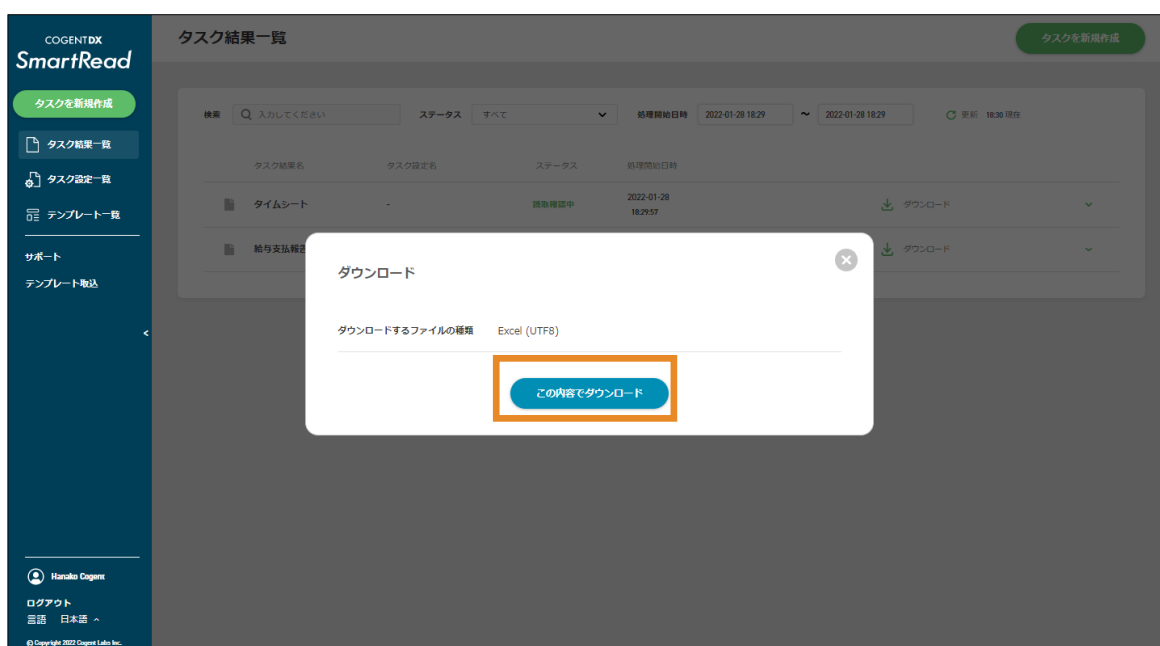 COGENT DX
SmartRead
タスクを新規作成
タスク結果一覧
タスク設定一覧
テンプレート一覧
サポート
テンプレート取込
<
Hanako Cogent
ログアウト
言語 日本語
© Copyright 2022 Cogent Labs Inc.
タスク結果一覧
タスクを新規作成
検索 入力してください ステータス すべて 処理開始日時 2022-01-28 18:29 ~ 2022-01-28 18:29 更新 18:30 現在
タスク結果名 タスク設定名 ステータス 処理開始日時
タイムシート - 読取確認中 2022-01-28 ダウンロード
18:29:57
給与支払報告 ダウンロード
ダウンロード
ダウンロードするファイルの種類 Excel (UTF8)
この内容でダウンロード